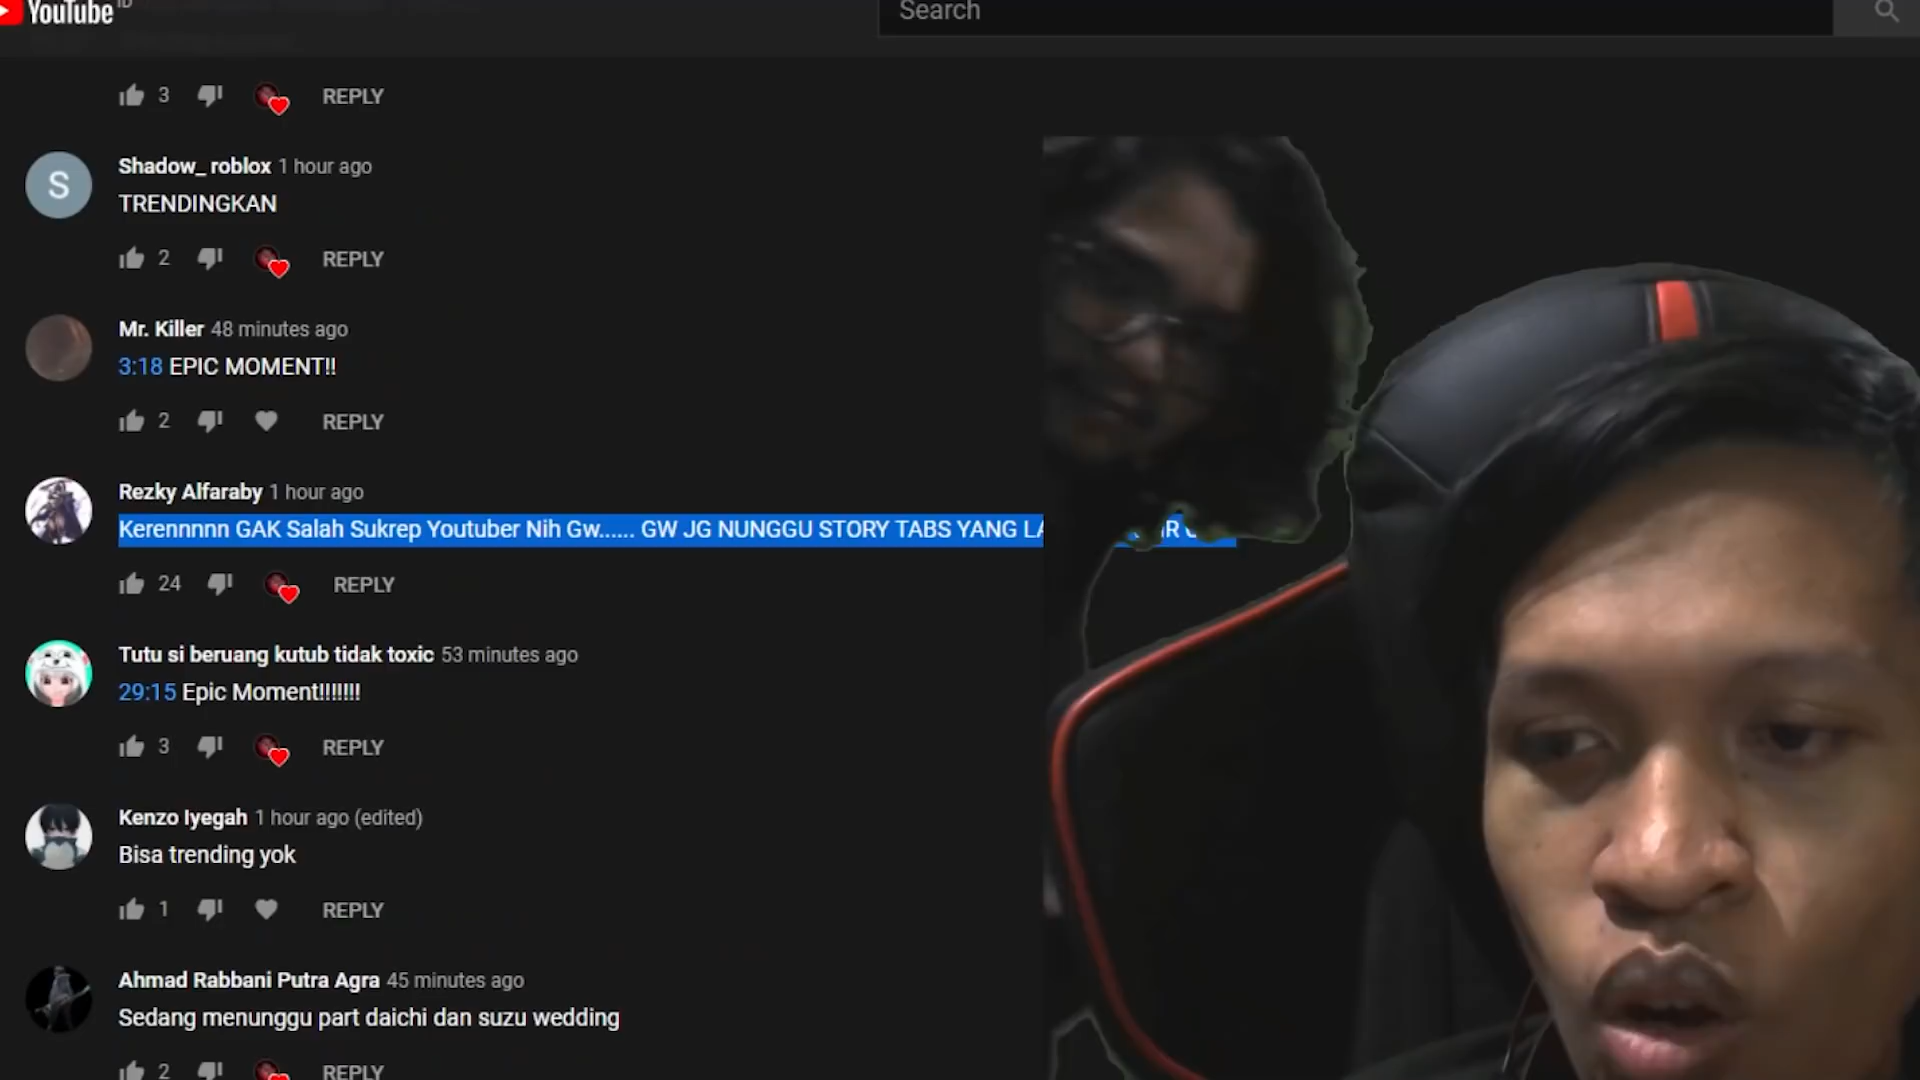 YouTube ID
Search
3 REPLY
S
Shadow_ roblox 1 hour ago
TRENDINGKAN
2 REPLY
Mr. Killer 48 minutes ago
3:18 EPIC MOMENT!!
2 REPLY
Rezky Alfaraby 1 hour ago
Kerennnnn GAK Salah Sukrep Youtuber Nih Gw...... GW JG NUNGGU STORY TABS YANG
24 REPLY
Tutu si beruang kutub tidak toxic 53 minutes ago
29:15 Epic Moment!!!!!!!
3 REPLY
Kenzo Iyegah 1 hour ago (edited)
Bisa trending yok
1 REPLY
Ahmad Rabbani Putra Agra 45 minutes ago
Sedang menunggu part daichi dan suzu wedding
2 REPLY